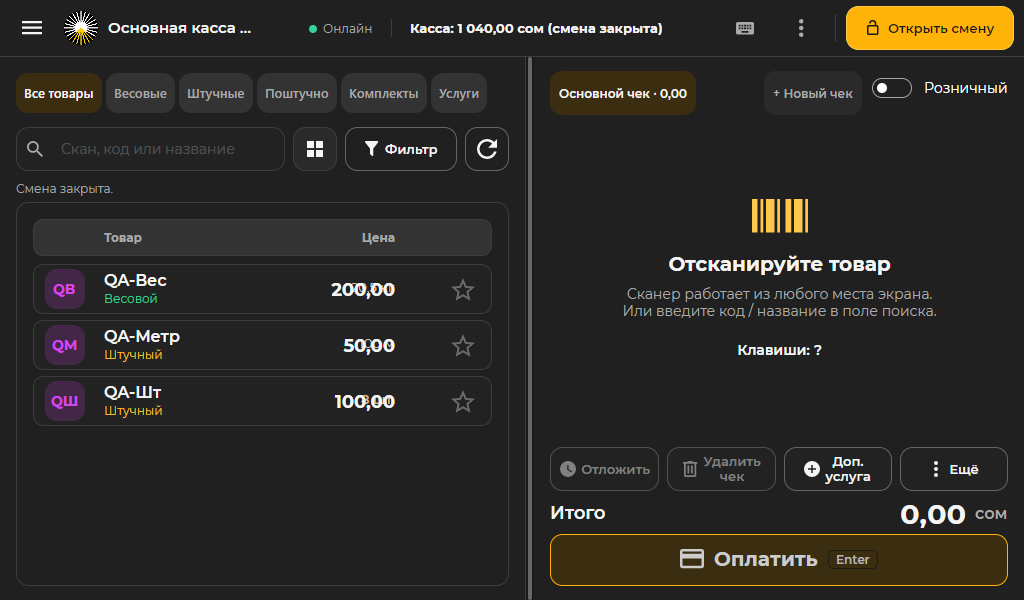 Основная касса ...
Онлайн
Касса: 1 040,00 сом (смена закрыта)
Открыть смену
Все товары
Весовые
Штучные
Поштучно
Комплекты
Услуги
Скан, код или название
Фильтр
Смена закрыта.
Товар
Цена
QВ
QA-Вес
Весовой
200,00
QМ
QA-Метр
Штучный
50,00
QШ
QA-Шт
Штучный
100,00
Основной чек · 0,00
+ Новый чек
Розничный
Отсканируйте товар
Сканер работает из любого места экрана.
Или введите код / название в поле поиска.
Клавиши: ?
Отложить
Удалить
чек
Доп.
услуга
Ещё
Итого
0,00 сом
Оплатить Enter